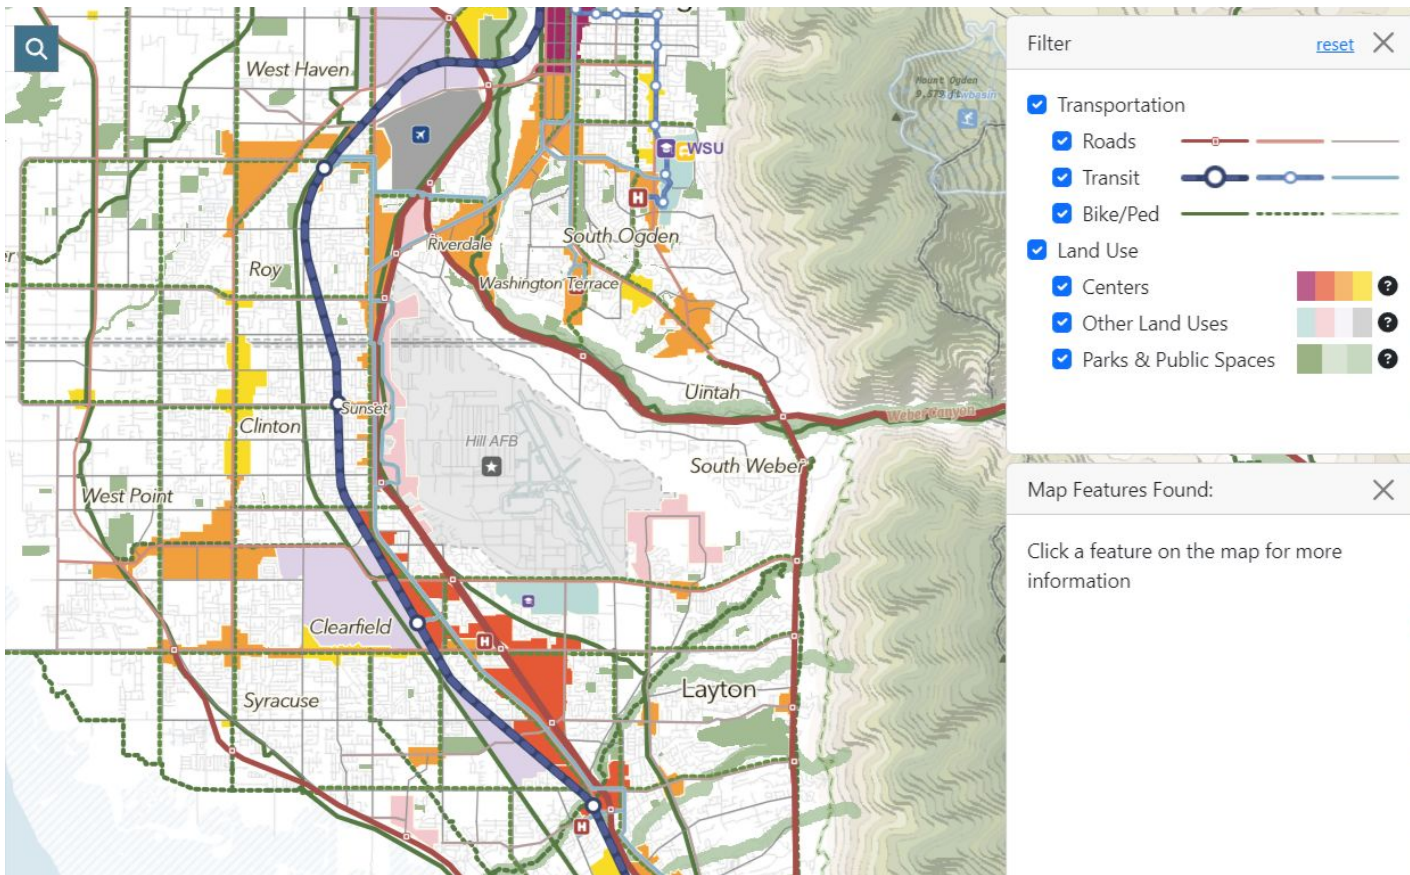 West Haven
Mount Ogden
WSU
South Ogden
Riverdale
Roy
Washington Terrace
Uintah
Weber Canyon
Sunset
Clinton
Hill AFB
South Weber
West Point
Clearfield
Layton
Syracuse
H
H
H
Filter
reset
Transportation
Roads
Transit
Bike/Ped
Land Use
Centers
?
Other Land Uses
?
Parks & Public Spaces
?
Map Features Found:
Click a feature on the map for more
information